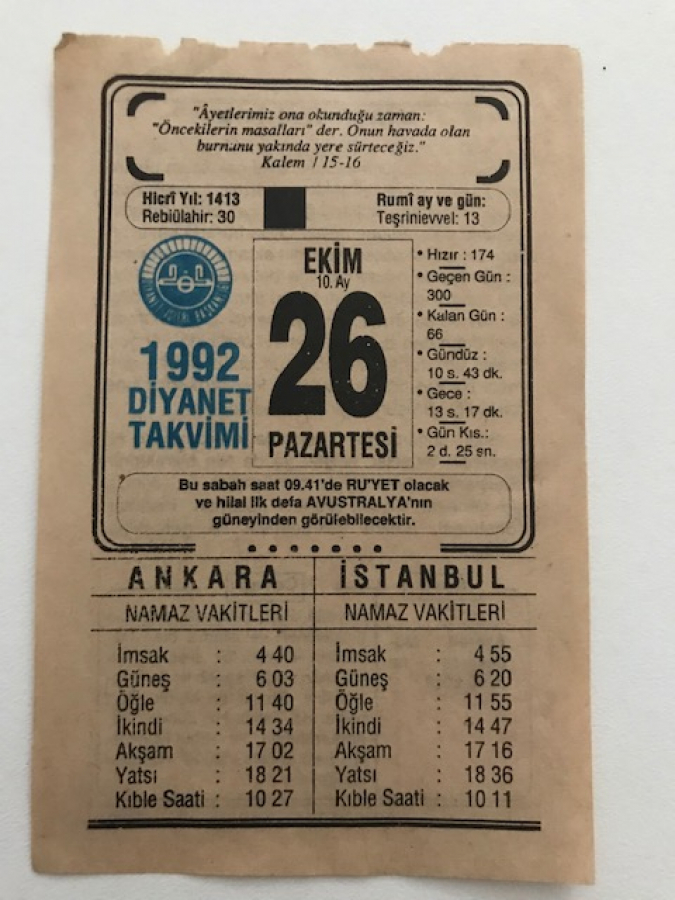 "Âyetlerimiz ona okunduğu zaman:
"Öncekilerin masalları" der. Onun havada olan
burnunu yakında yere sürteceğiz."
Kalem / 15-16
Hicrî Yıl: 1413
Rebiülahir: 30
Rumî ay ve gün:
Teşrinievvel: 13
1992
DİYANET
TAKVİMİ
EKİM
10. Ay
26
PAZARTESİ
• Hızır : 174
• Geçen Gün :
300
• Kalan Gün :
66
• Gündüz :
10 s. 43 dk.
• Gece :
13 s. 17 dk.
• Gün Kıs.:
2 d. 25 sn.
Bu sabah saat 09.41'de RU'YET olacak
ve hilal ilk defa AVUSTRALYA'nın
güneyinden görülebilecektir.
ANKARA
NAMAZ VAKİTLERİ
İmsak : 4 40
Güneş : 6 03
Öğle : 11 40
İkindi : 14 34
Akşam : 17 02
Yatsı : 18 21
Kıble Saati : 10 27
İSTANBUL
NAMAZ VAKİTLERİ
İmsak : 4 55
Güneş : 6 20
Öğle : 11 55
İkindi : 14 47
Akşam : 17 16
Yatsı : 18 36
Kıble Saati : 10 11